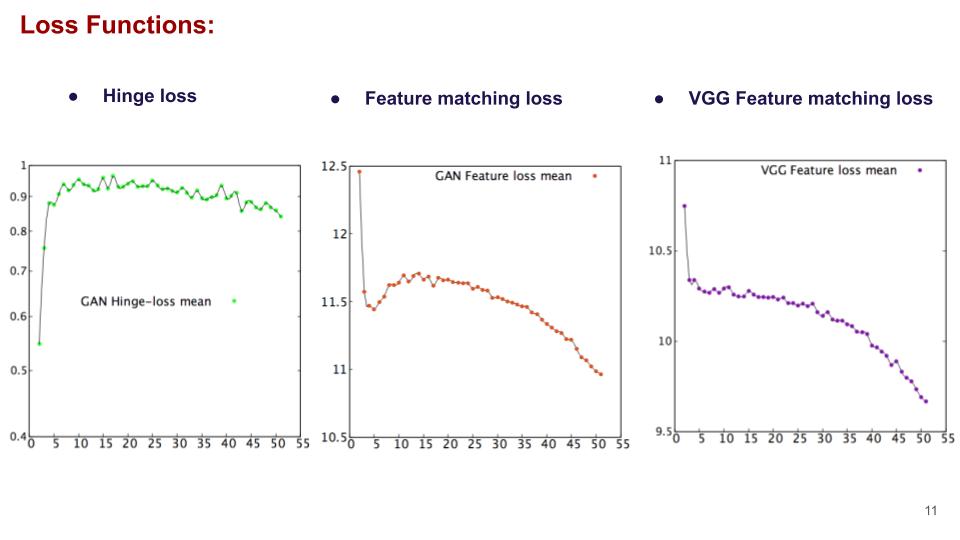 Loss Functions:
● Hinge loss
● Feature matching loss
● VGG Feature matching loss
1
0.9
0.8
0.7
0.6
0.5
0.4
GAN Hinge-loss mean
0 5 10 15 20 25 30 35 40 45 50 55
12.5
12
11.5
11
10.5
GAN Feature loss mean
0 5 10 15 20 25 30 35 40 45 50 55
11
10.5
10
9.5
VGG Feature loss mean
0 5 10 15 20 25 30 35 40 45 50 55
11